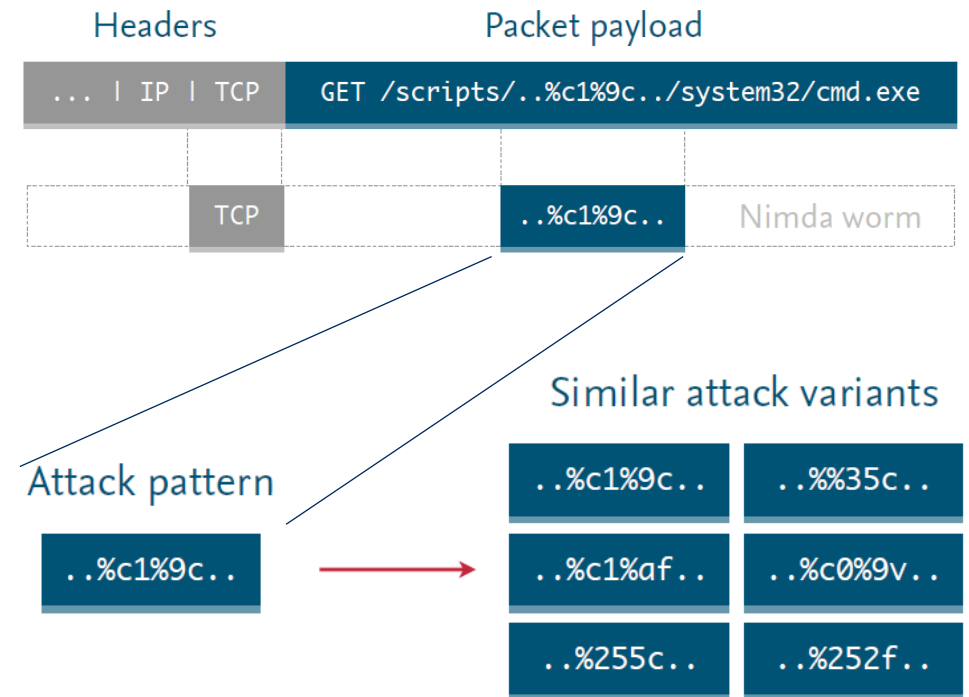 Headers
Packet payload
... | IP | TCP
GET /scripts/..%c1%9c../system32/cmd.exe
TCP
..%c1%9c..
Nimda worm
Similar attack variants
Attack pattern
..%c1%9c..
..%c1%9c..
..%%35c..
..%c1%af..
..%c0%9v..
..%255c..
..%252f..